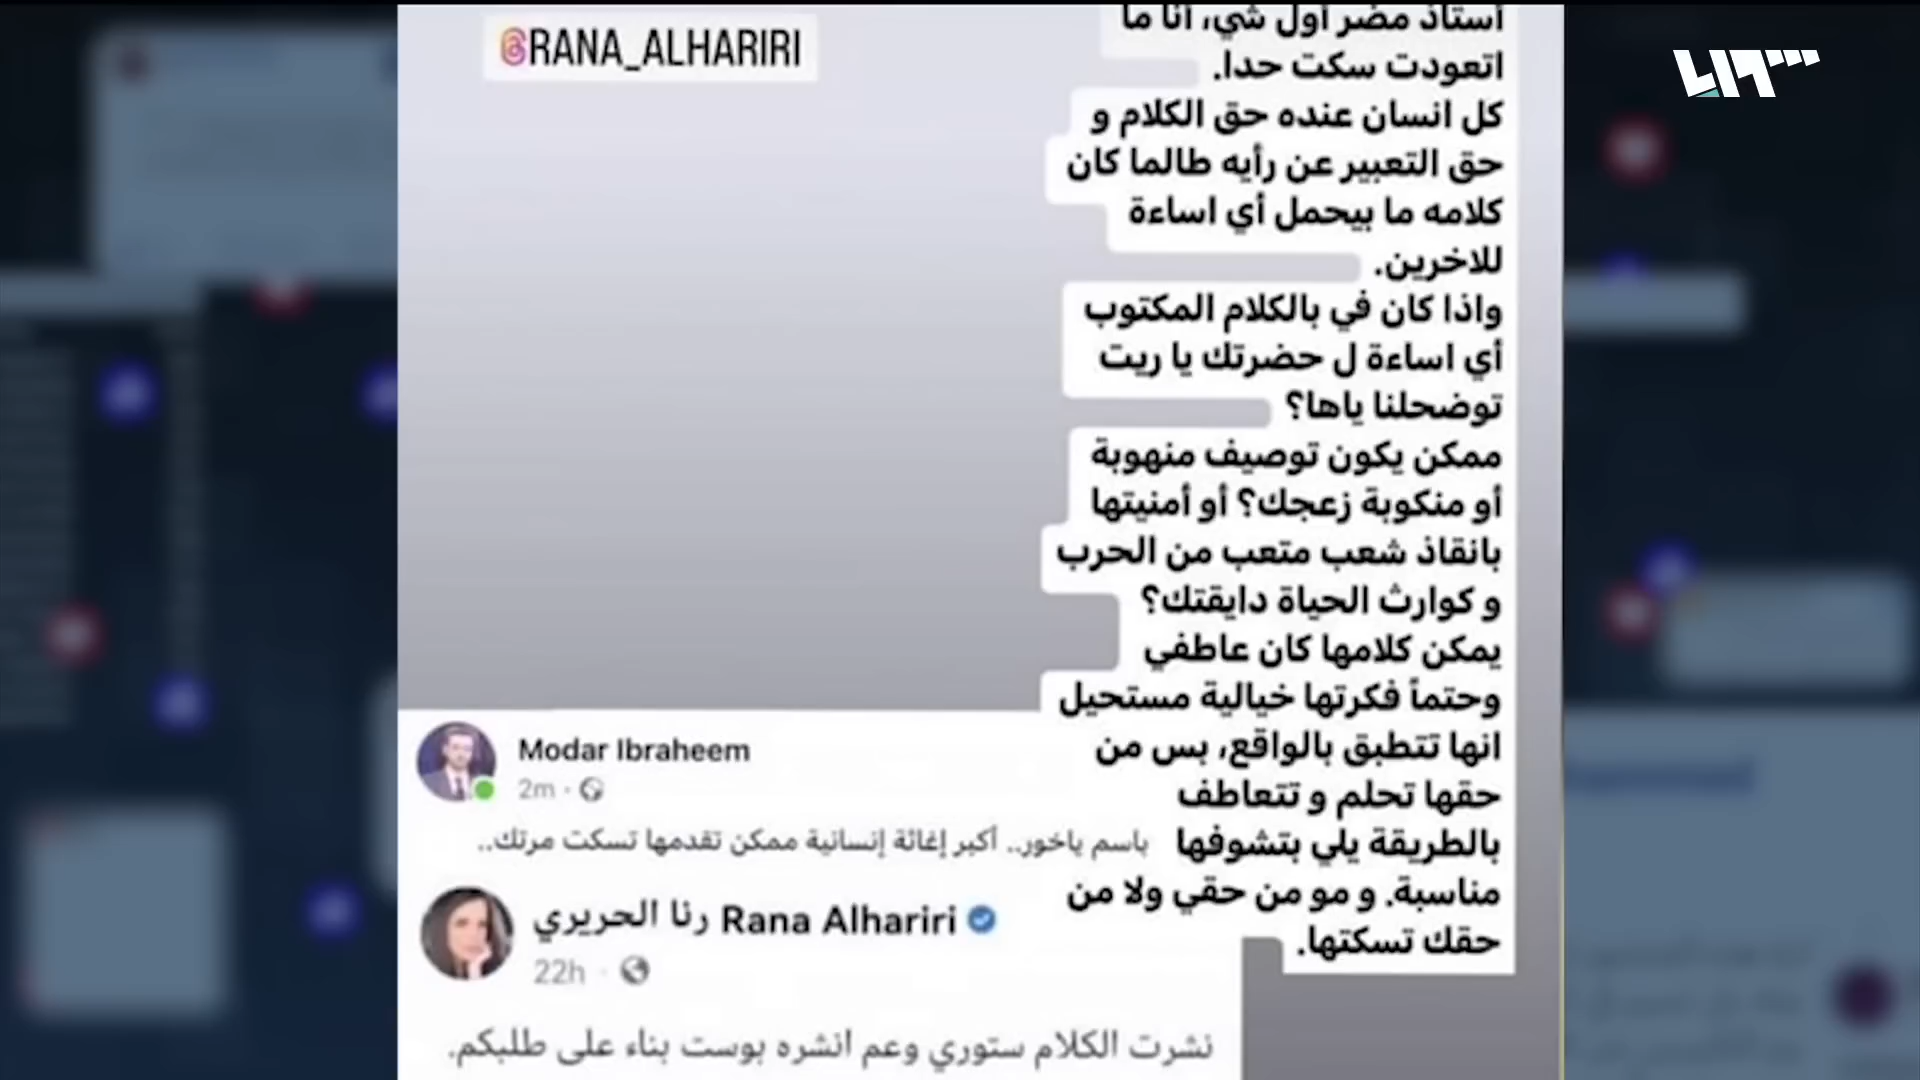 @RANA_ALHARIRI
أستاذ مضر أول شي، أنا ما
اتعودت سكت حدا.
كل انسان عنده حق الكلام و
حق التعبير عن رأيه طالما كان
كلامه ما بيحمل أي اساءة
للاخرين.
واذا كان في بالكلام المكتوب
أي اساءة ل حضرتك يا ريت
توضحلنا ياها؟
ممكن يكون توصيف منهوبة
أو منكوبة زعجك؟ أو أمنيتها
بانقاذ شعب متعب من الحرب
و كوارث الحياة دايقتك؟
يمكن كلامها كان عاطفي
وحتماً فكرتها خيالية مستحيل
انها تتطبق بالواقع، بس من
حقها تحلم و تتعاطف
بالطريقة يلي بتشوفها
مناسبة. و مو من حقي ولا من
حقك تسكتها.
Modar Ibraheem
2m
باسم ياخور.. أكبر إغاثة إنسانية ممكن تقدمها تسكت مرتك..
رنا الحريري Rana Alhariri
22h
نشرت الكلام ستوري وعم انشره بوست بناء على طلبكم.